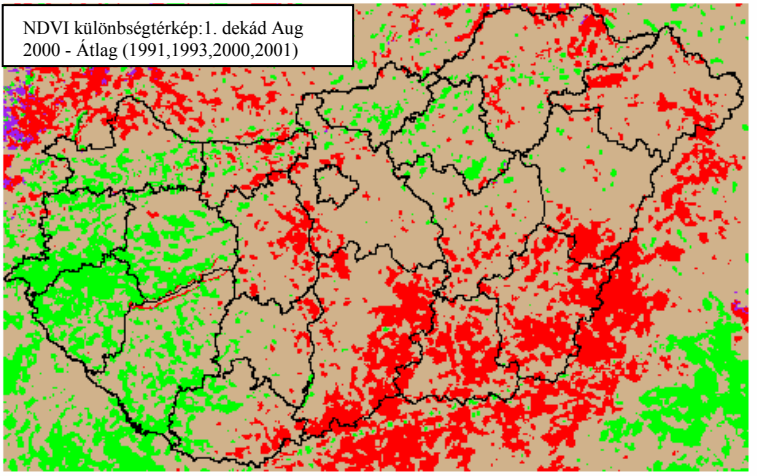 NDVI különbségtérkép:1. dekád Aug
2000 - Átlag (1991,1993,2000,2001)